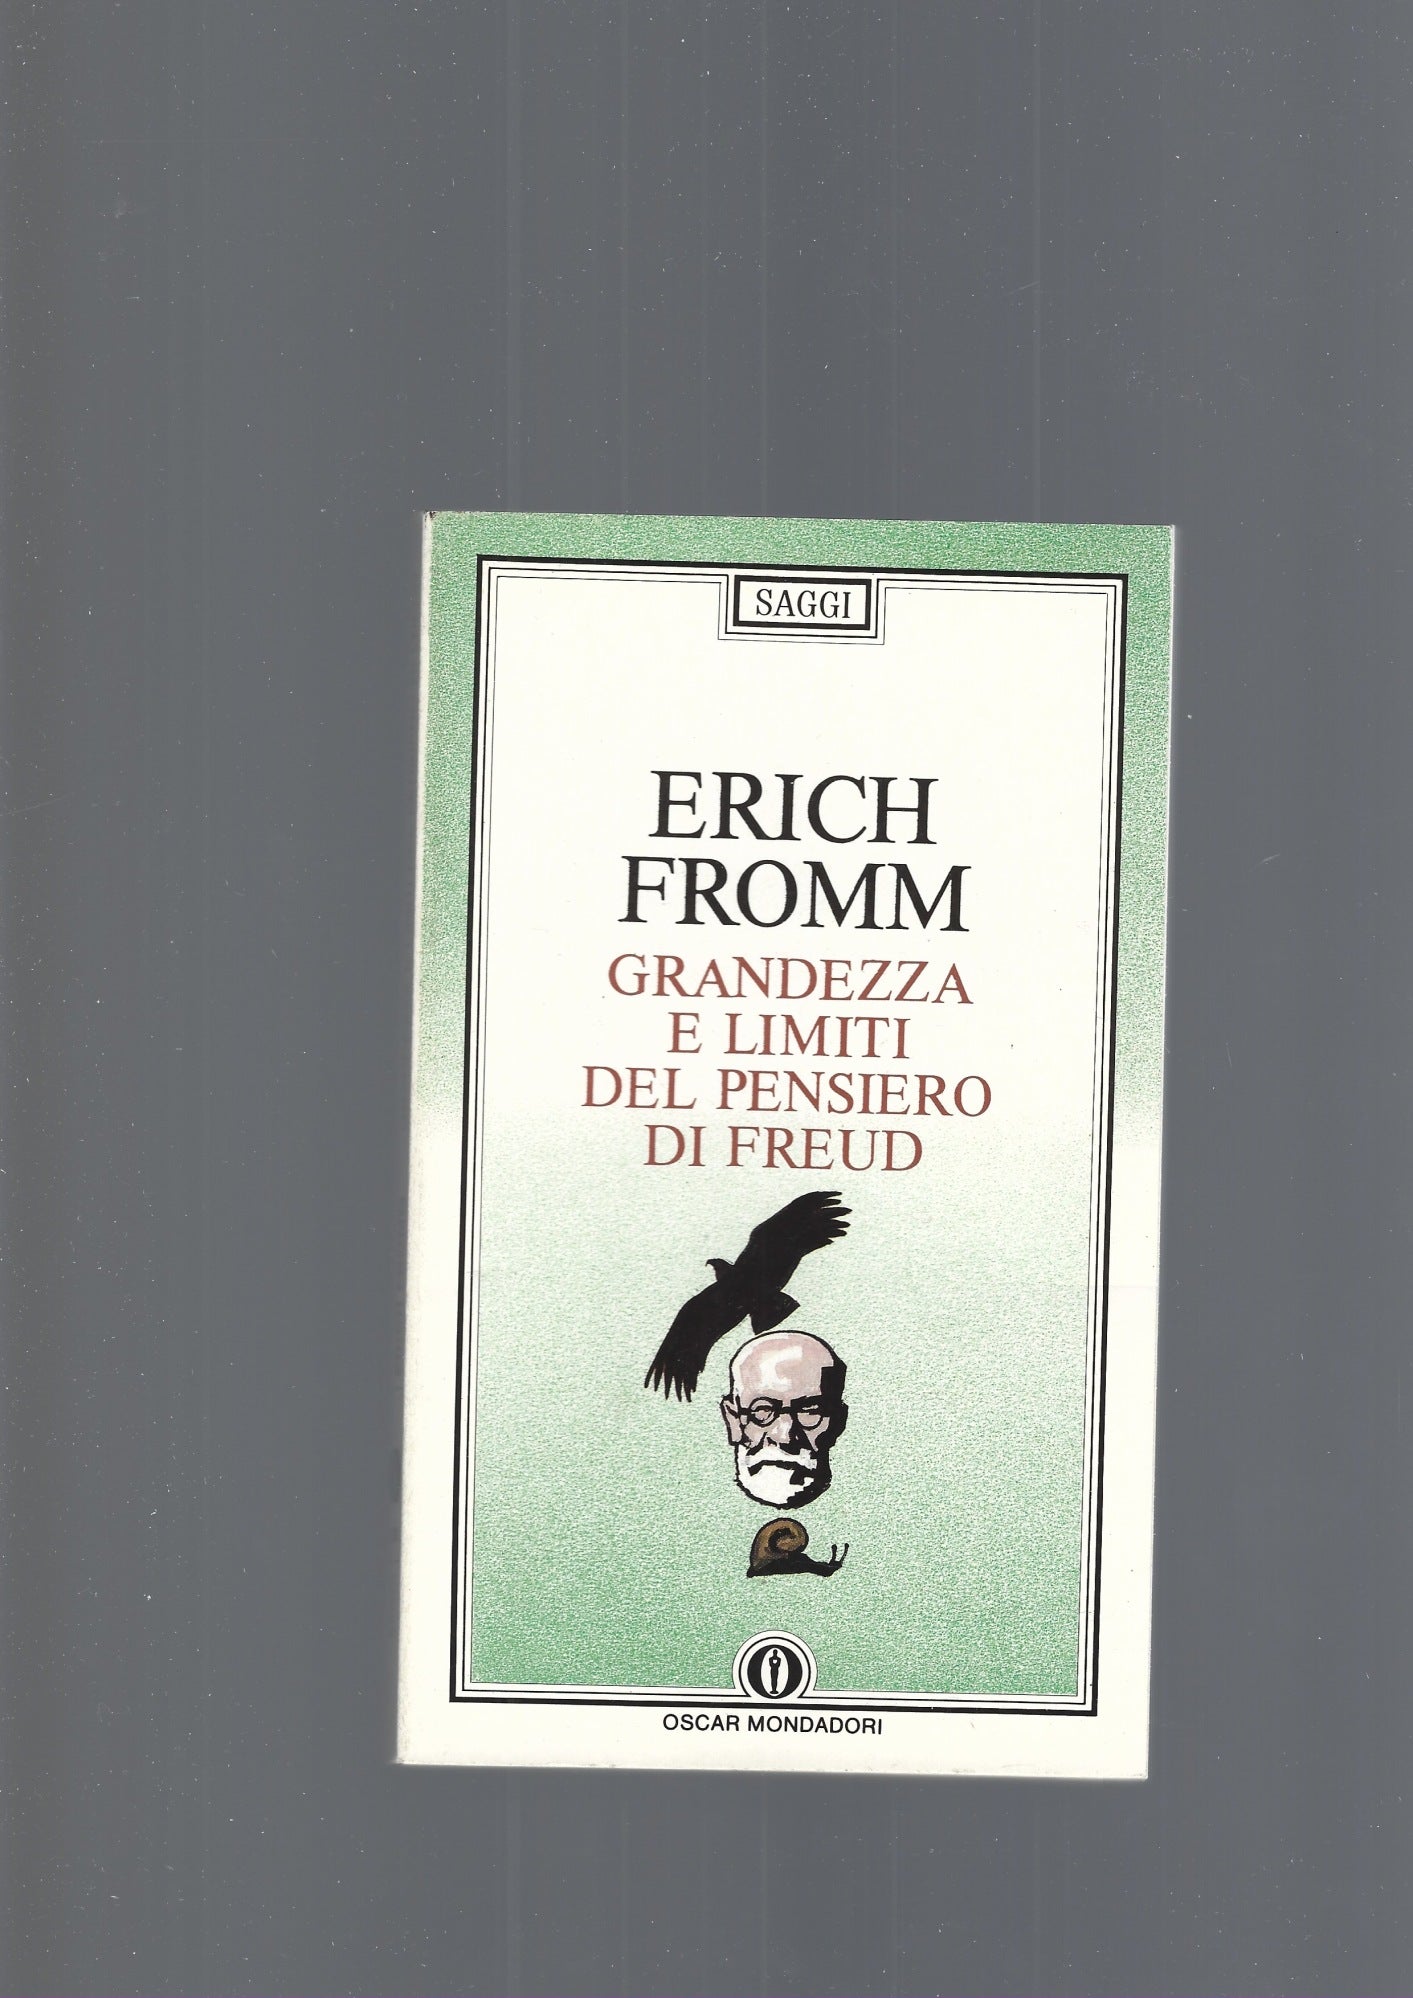 SAGGI
ERICH
FROMM
GRANDEZZA
E LIMITI
DEL PENSIERO
DI FREUD
OSCAR MONDADORI